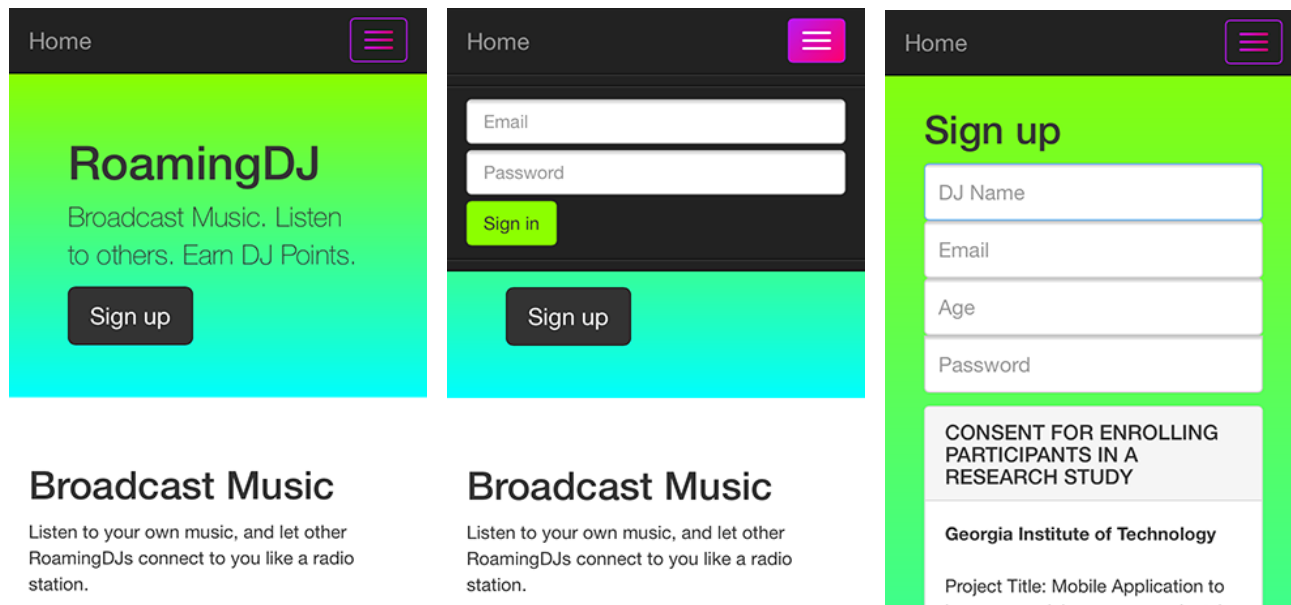 Home
RoamingDJ
Broadcast Music. Listen
to others. Earn DJ Points.
Sign up
Broadcast Music
Listen to your own music, and let other
RoamingDJs connect to you like a radio
station.
Home
Email
Password
Sign in
Sign up
Broadcast Music
Listen to your own music, and let other
RoamingDJs connect to you like a radio
station.
Home
Sign up
DJ Name
Email
Age
Password
CONSENT FOR ENROLLING
PARTICIPANTS IN A
RESEARCH STUDY
Georgia Institute of Technology
Project Title: Mobile Application to